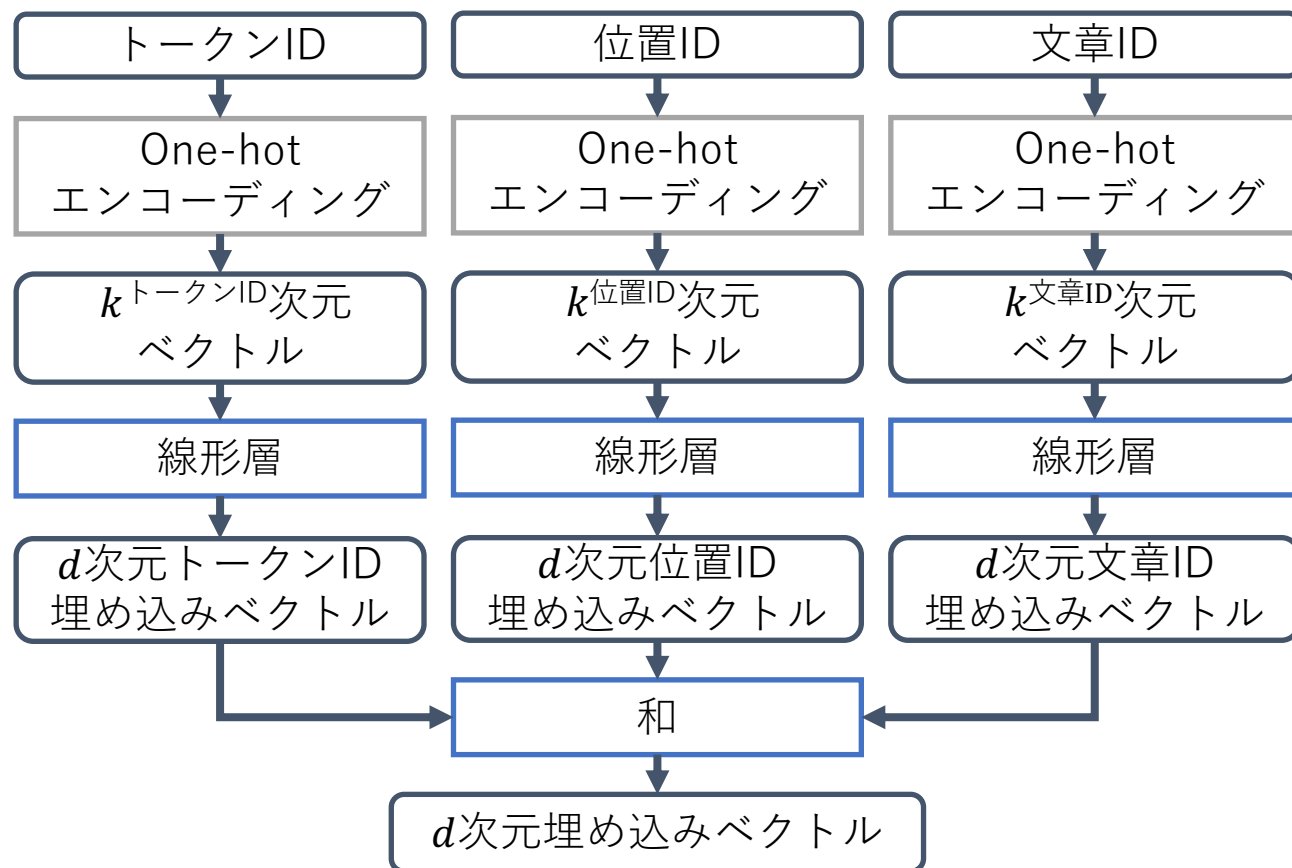 トークンID
位置ID
文章ID
One-hot
エンコーディング
One-hot
エンコーディング
One-hot
エンコーディング
kトークンID次元
ベクトル
k位置ID次元
ベクトル
k文章ID次元
ベクトル
線形層
線形層
線形層
d次元トークンID
埋め込みベクトル
d次元位置ID
埋め込みベクトル
d次元文章ID
埋め込みベクトル
和
d次元埋め込みベクトル